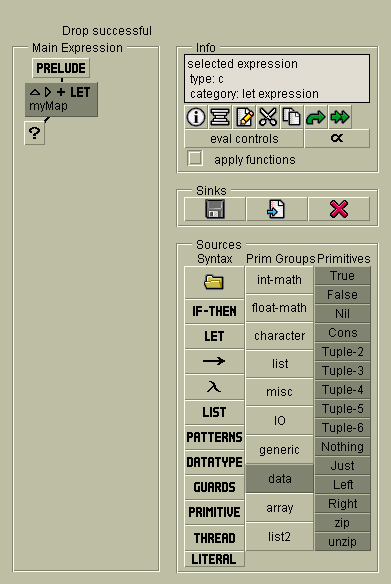 Drop successful
Main Expression
PRELUDE
+ LET
myMap
?
Info
selected expression
type: c
category: let expression
eval controls
α
apply functions
Sinks
Sources
Syntax
IF-THEN
LET
→
λ
LIST
PATTERNS
DATATYPE
GUARDS
PRIMITIVE
THREAD
LITERAL
Prim Groups
int-math
float-math
character
list
misc
IO
generic
data
array
list2
Primitives
True
False
Nil
Cons
Tuple-2
Tuple-3
Tuple-4
Tuple-5
Tuple-6
Nothing
Just
Left
Right
zip
unzip